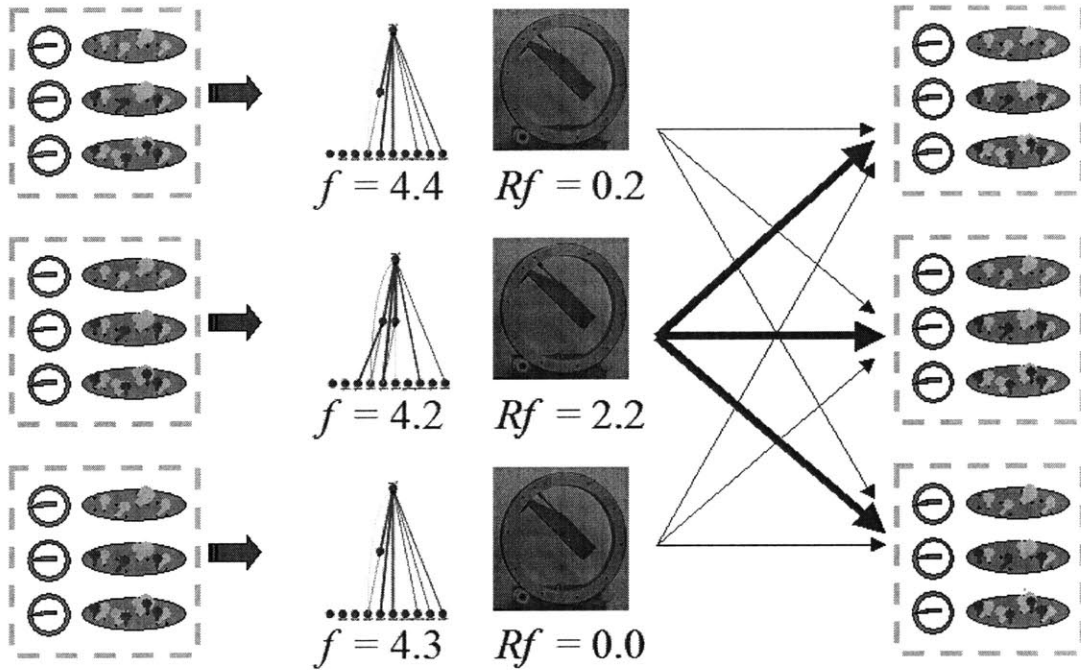 f = 4.4 Rf = 0.2
f = 4.2 Rf = 2.2
f = 4.3 Rf = 0.0